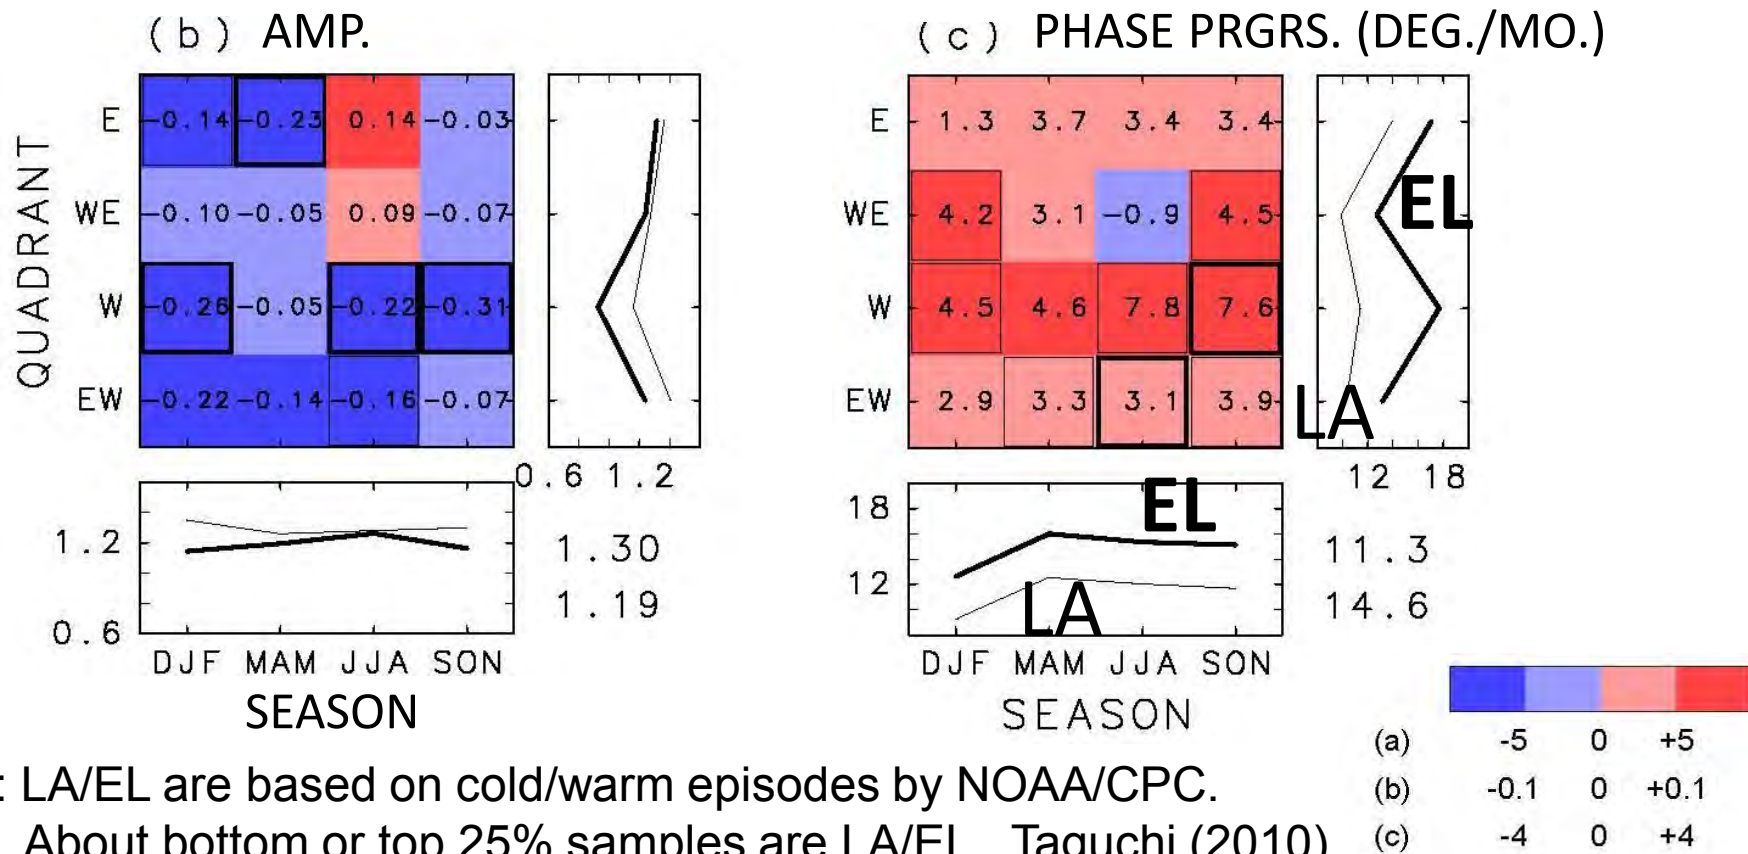 (b) AMP.
(c) PHASE PRGRS. (DEG./MO.)
QUADRANT
E -0.14 -0.23 0.14 -0.03
WE -0.10 -0.05 0.09 -0.07
W -0.26 -0.05 -0.22 -0.31
EW -0.22 -0.14 -0.16 -0.07
0.6 1.2
1.2
0.6
1.30
1.19
DJF MAM JJA SON
SEASON
E 1.3 3.7 3.4 3.4
WE 4.2 3.1 -0.9 4.5
W 4.5 4.6 7.8 7.6
EW 2.9 3.3 3.1 3.9
EL
LA
12 18
18
12
EL
LA
11.3
14.6
DJF MAM JJA SON
SEASON
(a) -5 0 +5
(b) -0.1 0 +0.1
(c) -4 0 +4
: LA/EL are based on cold/warm episodes by NOAA/CPC.
About bottom or top 25% samples are LA/EL. Taguchi (2010)